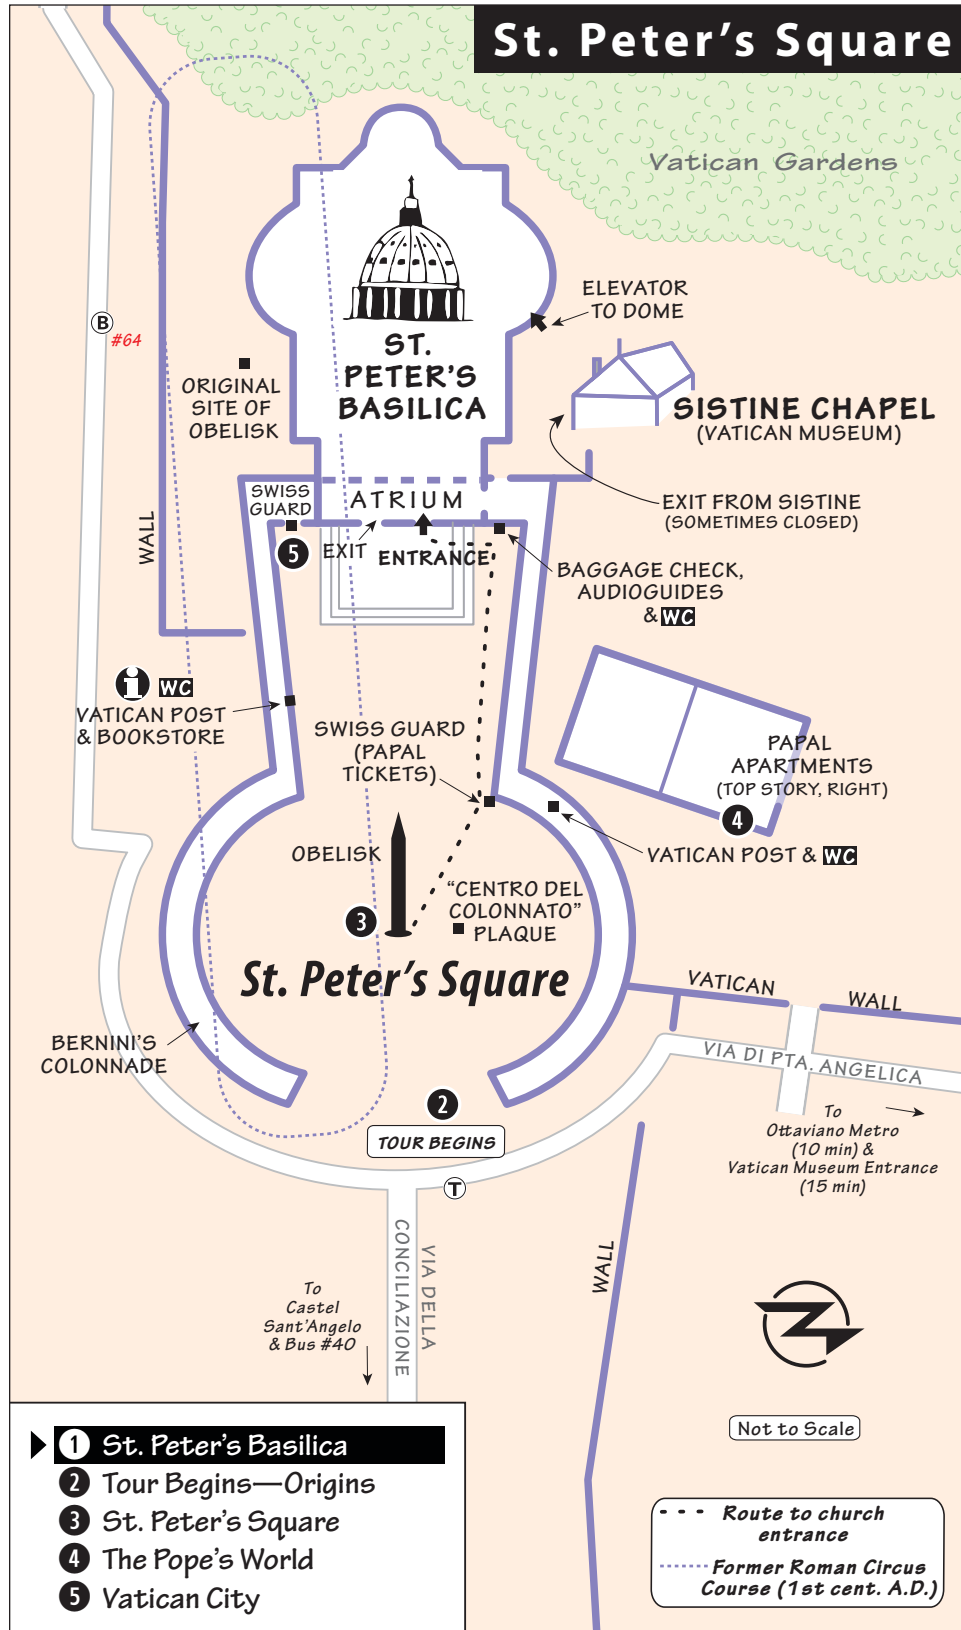 St. Peter's Square
Vatican Gardens
ELEVATOR
TO DOME
B
#64
ST.
PETER'S
BASILICA
ORIGINAL
SITE OF
OBELISK
SISTINE CHAPEL
(VATICAN MUSEUM)
SWISS
GUARD
ATRIUM
EXIT FROM SISTINE
(SOMETIMES CLOSED)
WALL
5
EXIT
ENTRANCE
BAGGAGE CHECK,
AUDIOGUIDES
& WC
i WC
VATICAN POST
& BOOKSTORE
SWISS GUARD
(PAPAL
TICKETS)
PAPAL
APARTMENTS
(TOP STORY, RIGHT)
4
VATICAN POST & WC
OBELISK
"CENTRO DEL
COLONNATO"
PLAQUE
3
St. Peter's Square
VATICAN
WALL
BERNINI'S
COLONNADE
VIA DI PTA. ANGELICA
2
TOUR BEGINS
To
Ottaviano Metro
(10 min) &
Vatican Museum Entrance
(15 min)
T
VIA DELLA
CONCILIAZIONE
WALL
To
Castel
Sant'Angelo
& Bus #40
Not to Scale
1 St. Peter's Basilica
2 Tour Begins—Origins
3 St. Peter's Square
4 The Pope's World
5 Vatican City
Route to church
entrance
Former Roman Circus
Course (1st cent. A.D.)